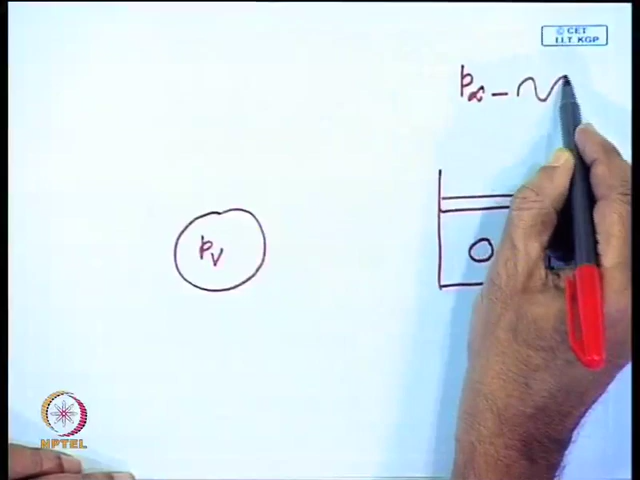 © CET
I.I.T. KGP
p∞ -
pv
NPTEL